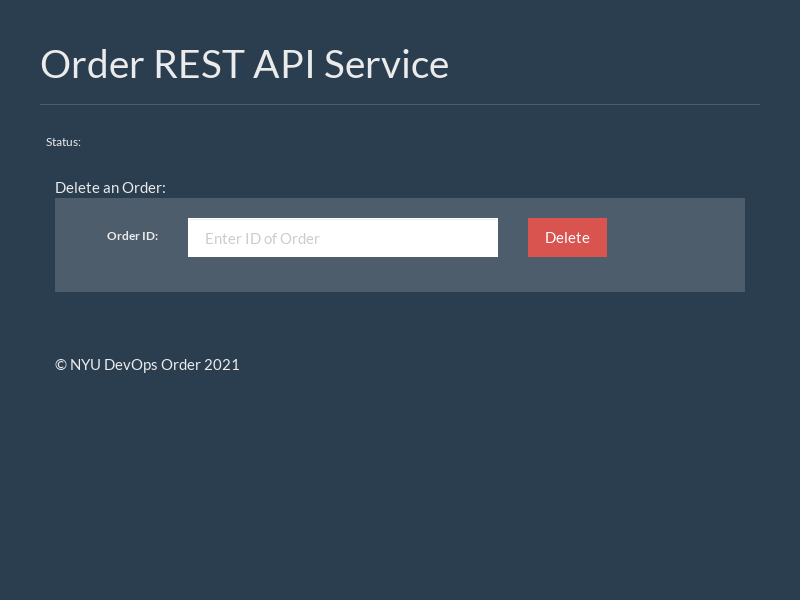 Order REST API Service
Status:
Delete an Order:
Order ID:
Enter ID of Order
Delete
© NYU DevOps Order 2021